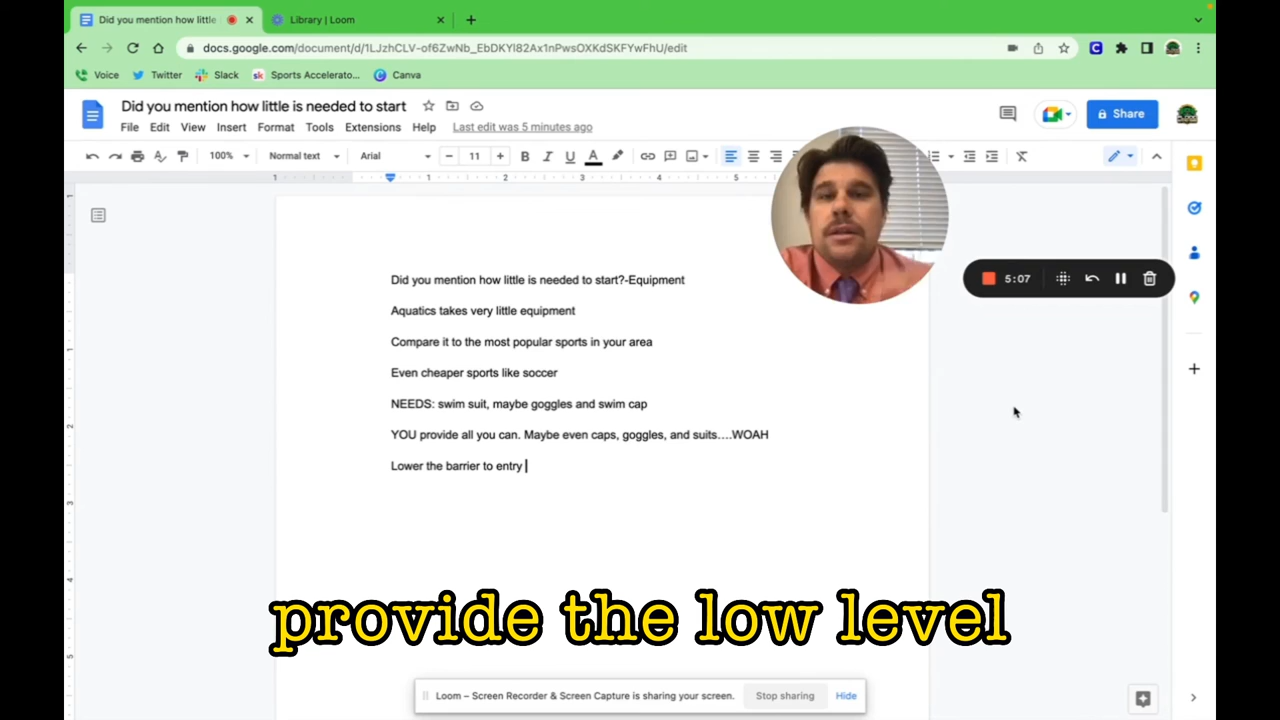 Did you mention how little
Library | Loom
docs.google.com/document/d/1LJzhCLV-of6ZwNb_EbDKYl82Ax1nPwsOXKdSKFYwFhU/edit
Voice
Twitter
Slack
Sports Accelerato...
Canva
Did you mention how little is needed to start
Share
File Edit View Insert Format Tools Extensions Help Last edit was 5 minutes ago
100% Normal text Arial 11
1 1 2 3 4 5
Did you mention how little is needed to start?-Equipment
5:07
Aquatics takes very little equipment
Compare it to the most popular sports in your area
Even cheaper sports like soccer
NEEDS: swim suit, maybe goggles and swim cap
YOU provide all you can. Maybe even caps, goggles, and suits....WOAH
Lower the barrier to entry
provide the low level
Loom – Screen Recorder & Screen Capture is sharing your screen. Stop sharing Hide